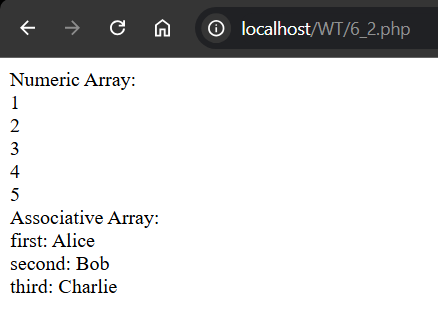 localhost/WT/6_2.php
Numeric Array:
1
2
3
4
5
Associative Array:
first: Alice
second: Bob
third: Charlie